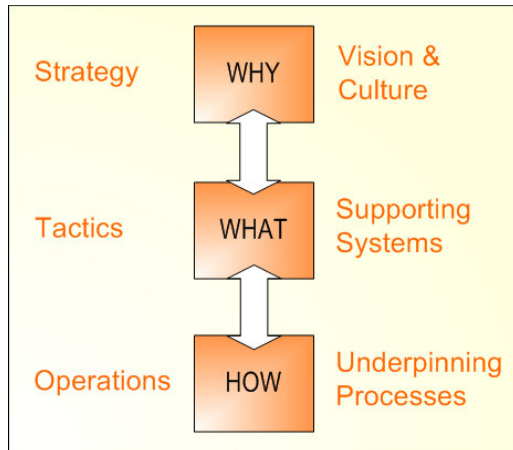 Strategy
WHY
Vision &
Culture
Tactics
WHAT
Supporting
Systems
Operations
HOW
Underpinning
Processes